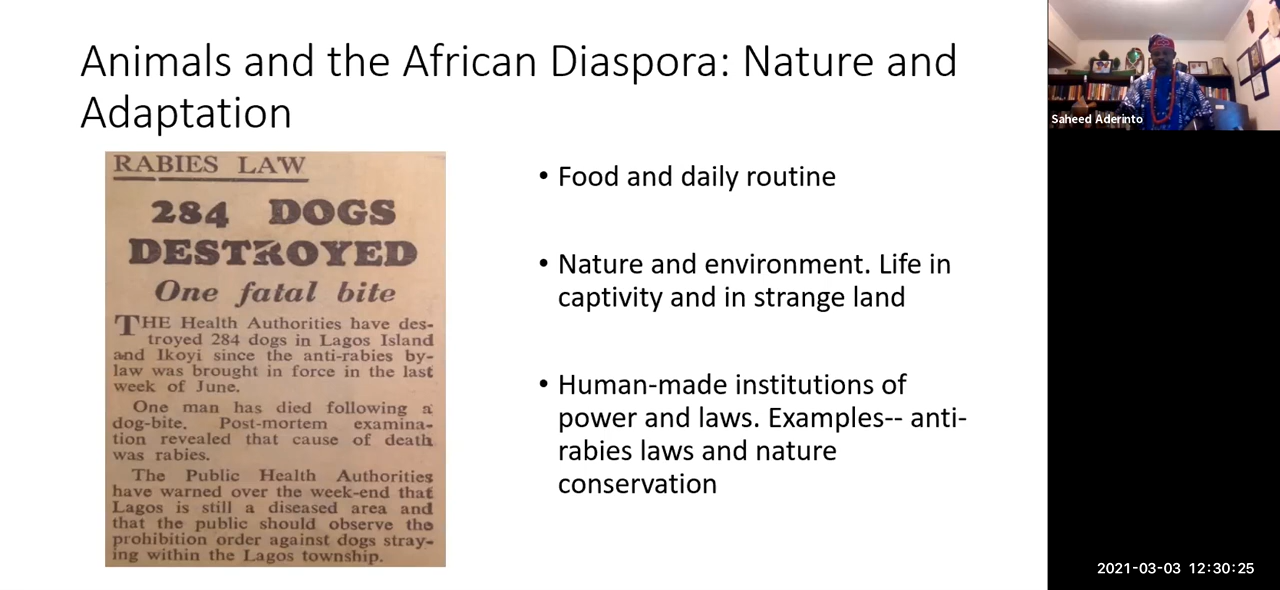 Animals and the African Diaspora: Nature and
Adaptation
RABIES LAW
284 DOGS
DESTROYED
One fatal bite
THE Health Authorities have des-
troyed 284 dogs in Lagos Island
and Ikoyi since the anti-rabies by-
law was brought in force in the last
week of June.
One man has died following a
dog-bite. Post-mortem examina-
tion revealed that cause of death
was rabies.
The Public Health Authorities
have warned over the week-end that
Lagos is still a diseased area and
that the public should observe the
prohibition order against dogs stray-
ing within the Lagos township.
• Food and daily routine
• Nature and environment. Life in
captivity and in strange land
• Human-made institutions of
power and laws. Examples-- anti-
rabies laws and nature
conservation
Saheed Aderinto
2021-03-03 12:30:25